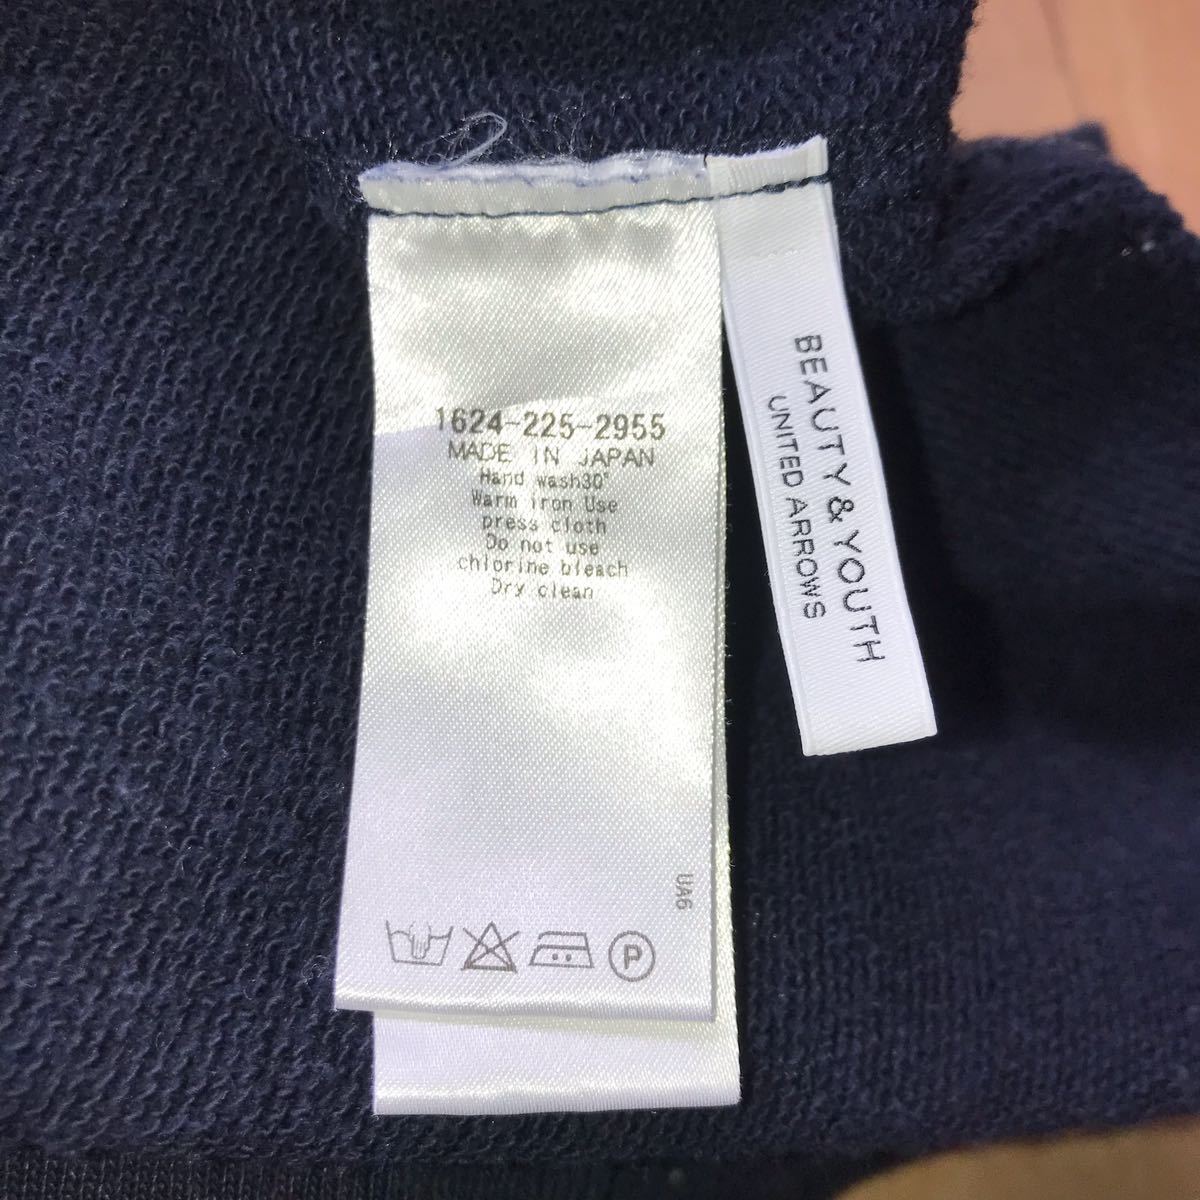 1624-225-2955
MADE IN JAPAN
Hand wash30°
Warm iron Use
press cloth
Do not use
chlorine bleach
Dry clean
UA6
P
BEAUTY & YOUTH
UNITED ARROWS